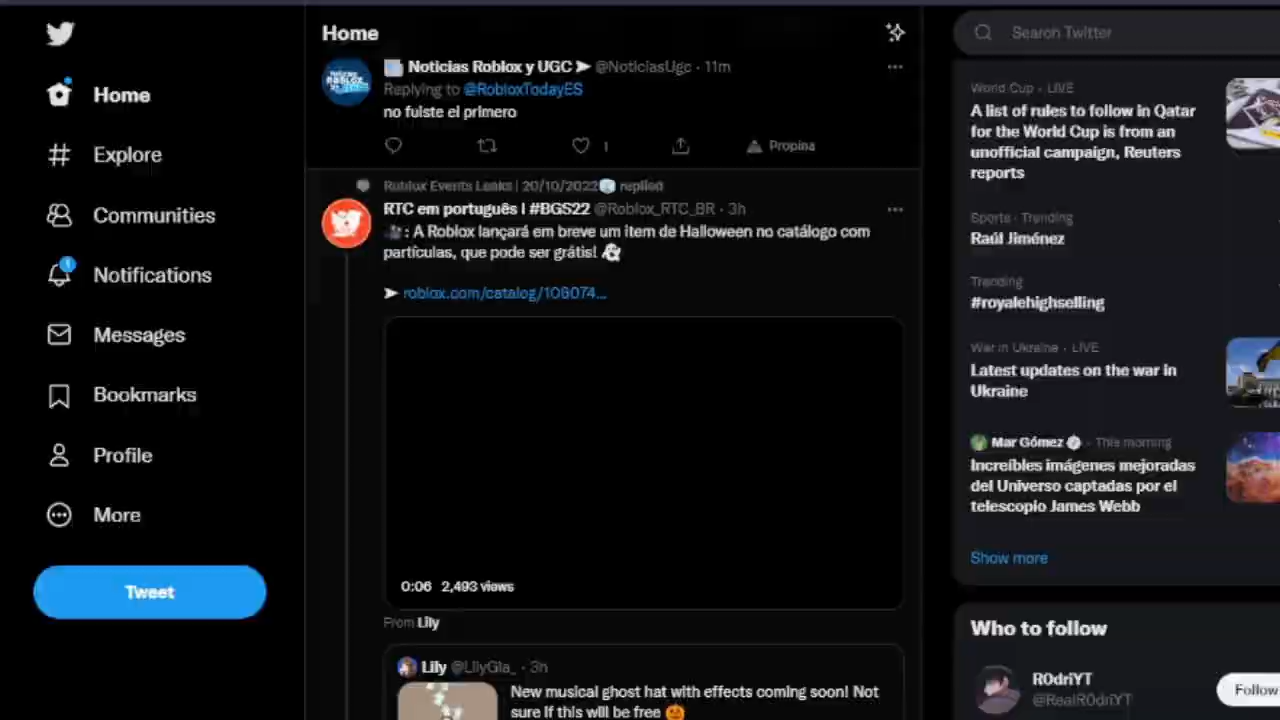 Home
Explore
Communities
1
Notifications
Messages
Bookmarks
Profile
More
Tweet
Home
Noticias Roblox y UGC ➤ @NoticiasUgc · 11m
Replying to @RobloxTodayES
no fuiste el primero
1
Propina
Roblox Events Leaks | 20/10/2022 replied
RTC em português I #BGS22 @Roblox_RTC_BR · 3h
🎥: A Roblox lançará em breve um item de Halloween no catálogo com
partículas, que pode ser grátis! 👻
➤ roblox.com/catalog/106074…
0:06 2,493 views
From Lily
Lily @LilyGia_ · 3h
New musical ghost hat with effects coming soon! Not
sure if this will be free 🎃
Search Twitter
World Cup · LIVE
A list of rules to follow in Qatar
for the World Cup is from an
unofficial campaign, Reuters
reports
Sports · Trending
Raúl Jiménez
Trending
#royalehighselling
War in Ukraine · LIVE
Latest updates on the war in
Ukraine
Mar Gómez · This morning
Increíbles imágenes mejoradas
del Universo captadas por el
telescopio James Webb
Show more
Who to follow
R0driYT
@RealR0driYT
Follow